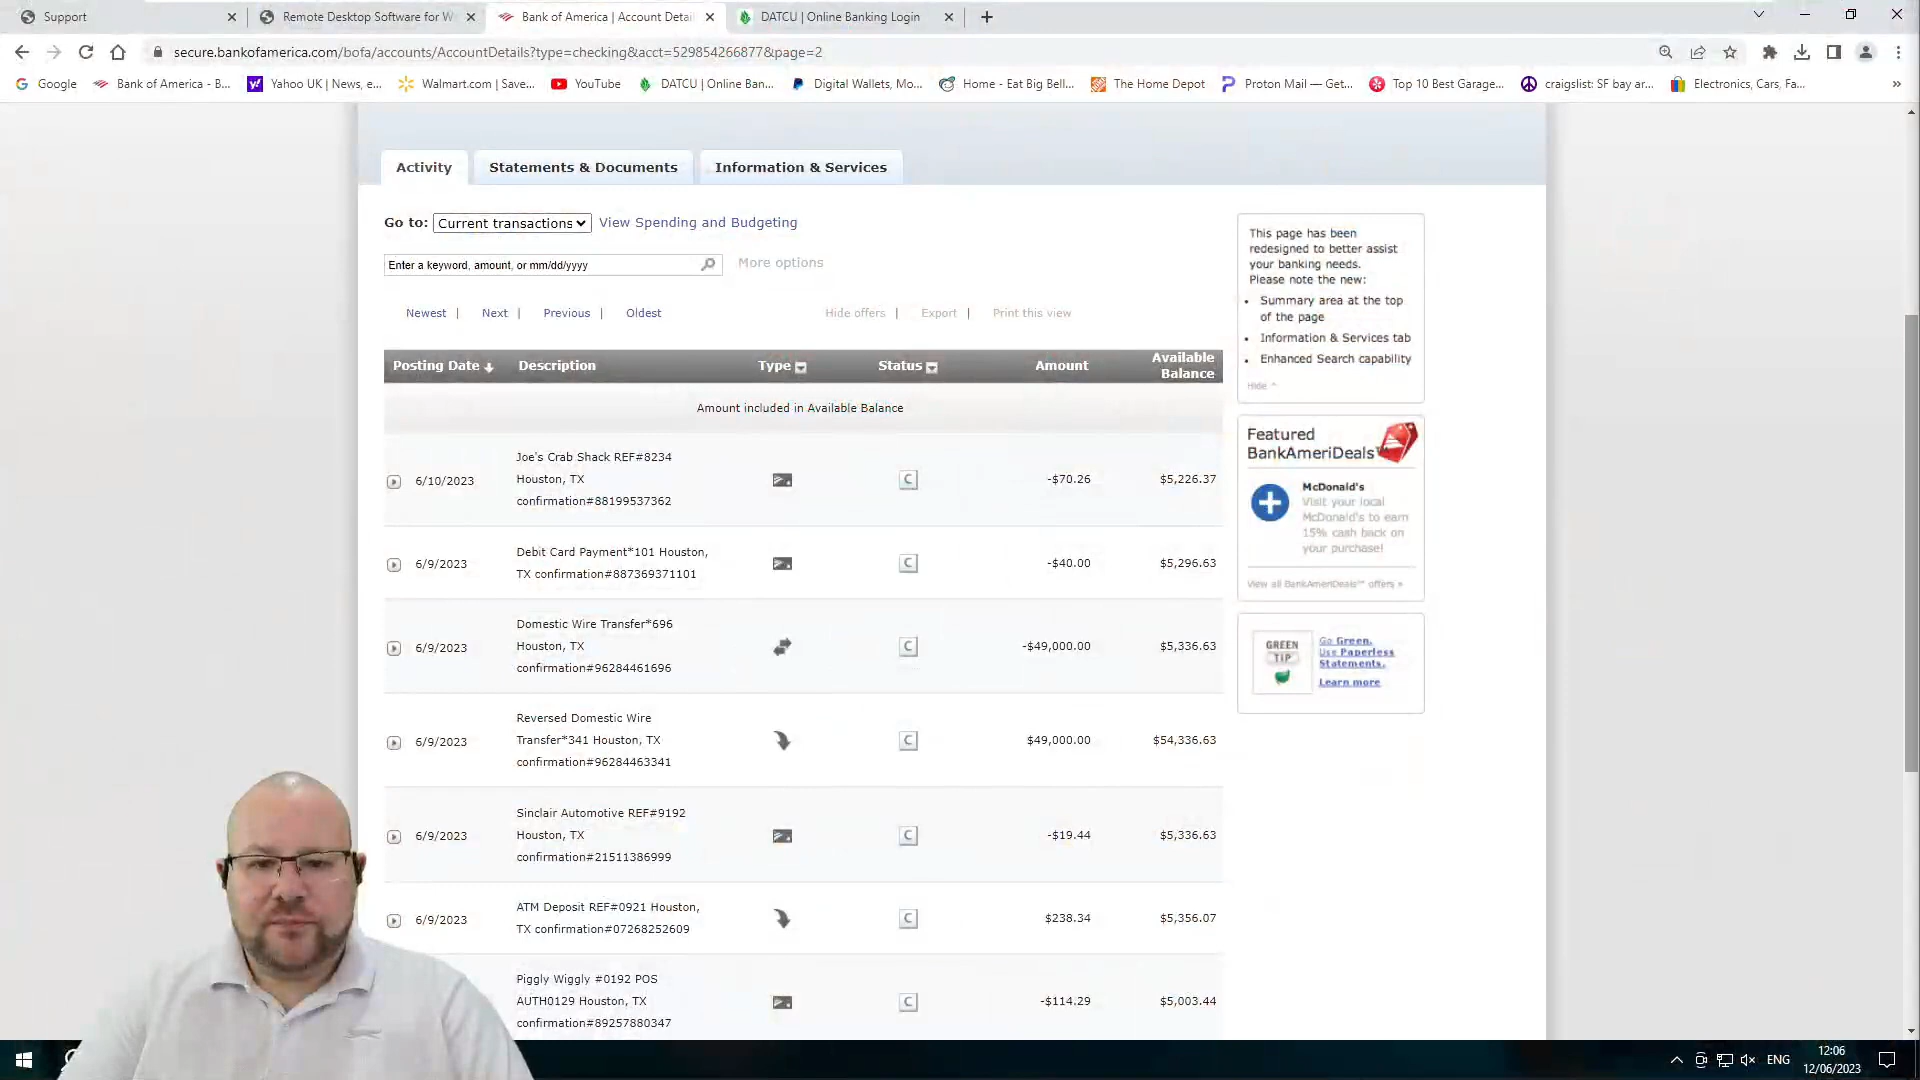 Support
Remote Desktop Software for W
Bank of America | Account Detai
DATCU | Online Banking Login
secure.bankofamerica.com/bofa/accounts/AccountDetails?type=checking&acct=529854266877&page=2
Google
Bank of America - B...
Yahoo UK | News, e...
Walmart.com | Save...
YouTube
DATCU | Online Ban...
Digital Wallets, Mo...
Home - Eat Big Bell...
The Home Depot
Proton Mail — Get...
Top 10 Best Garage...
craigslist: SF bay ar...
Electronics, Cars, Fa...
»
Activity
Statements & Documents
Information & Services
Go to: Current transactions View Spending and Budgeting
Enter a keyword, amount, or mm/dd/yyyy
More options
Newest | Next | Previous | Oldest
Hide offers | Export | Print this view
Posting Date Description Type Status Amount Available Balance
Amount included in Available Balance
Joe's Crab Shack REF#8234
Houston, TX
confirmation#88199537362
6/10/2023 C -$70.26 $5,226.37
Debit Card Payment*101 Houston,
TX confirmation#887369371101
6/9/2023 C -$40.00 $5,296.63
Domestic Wire Transfer*696
Houston, TX
confirmation#96284461696
6/9/2023 C -$49,000.00 $5,336.63
Reversed Domestic Wire
Transfer*341 Houston, TX
confirmation#96284463341
6/9/2023 C $49,000.00 $54,336.63
Sinclair Automotive REF#9192
Houston, TX
confirmation#21511386999
6/9/2023 C -$19.44 $5,336.63
ATM Deposit REF#0921 Houston,
TX confirmation#07268252609
6/9/2023 C $238.34 $5,356.07
Piggly Wiggly #0192 POS
AUTH0129 Houston, TX
confirmation#89257880347
C -$114.29 $5,003.44
This page has been
redesigned to better assist
your banking needs.
Please note the new:
• Summary area at the top
of the page
• Information & Services tab
• Enhanced Search capability
Hide ^
Featured
BankAmeriDeals™
McDonald's
Visit your local
McDonald's to earn
15% cash back on
your purchase!
View all BankAmeriDeals™ offers »
GREEN
TIP
Go Green.
Use Paperless
Statements.
Learn more
ENG
12:06
12/06/2023